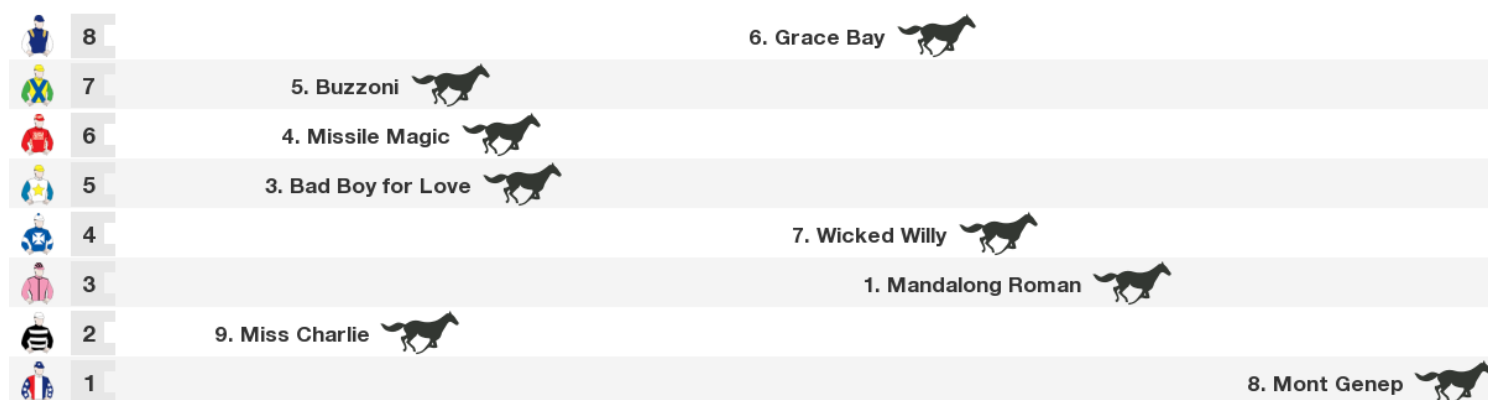 8 6. Grace Bay
7 5. Buzzoni
6 4. Missile Magic
5 3. Bad Boy for Love
4 7. Wicked Willy
3 1. Mandalong Roman
2 9. Miss Charlie
1 8. Mont Genep